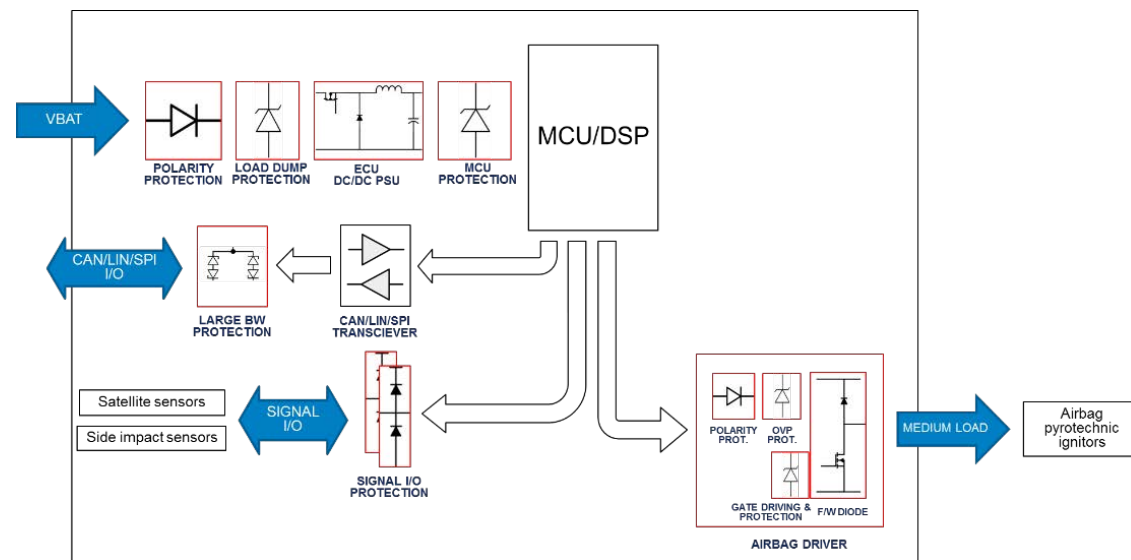 VBAT
POLARITY
PROTECTION
LOAD DUMP
PROTECTION
ECU
DC/DC PSU
MCU
PROTECTION
MCU/DSP
CAN/LIN/SPI
I/O
LARGE BW
PROTECTION
CAN/LIN/SPI
TRANSCIEVER
Satellite sensors
Side impact sensors
SIGNAL
I/O
SIGNAL I/O
PROTECTION
POLARITY
PROT.
OVP
PROT.
GATE DRIVING &
PROTECTION
F/W DIODE
AIRBAG DRIVER
MEDIUM LOAD
Airbag
pyrotechnic
ignitors